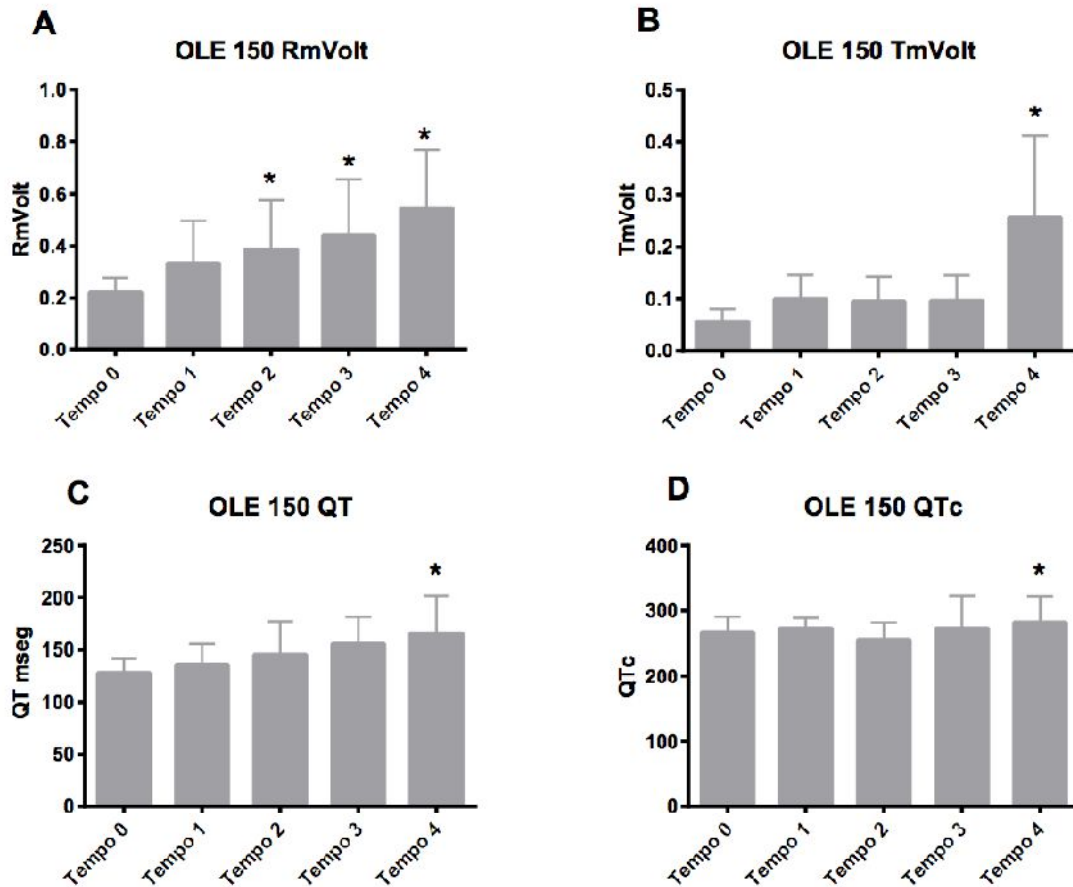 A
OLE 150 RmVolt
RmVolt
1.0
0.8
0.6
0.4
0.2
0.0
* * *
Tempo 0 Tempo 1 Tempo 2 Tempo 3 Tempo 4
B
OLE 150 TmVolt
TmVolt
0.5
0.4
0.3
0.2
0.1
0.0
*
Tempo 0 Tempo 1 Tempo 2 Tempo 3 Tempo 4
C
OLE 150 QT
QT mseg
250
200
150
100
50
0
*
Tempo 0 Tempo 1 Tempo 2 Tempo 3 Tempo 4
D
OLE 150 QTc
QTc
400
300
200
100
0
*
Tempo 0 Tempo 1 Tempo 2 Tempo 3 Tempo 4